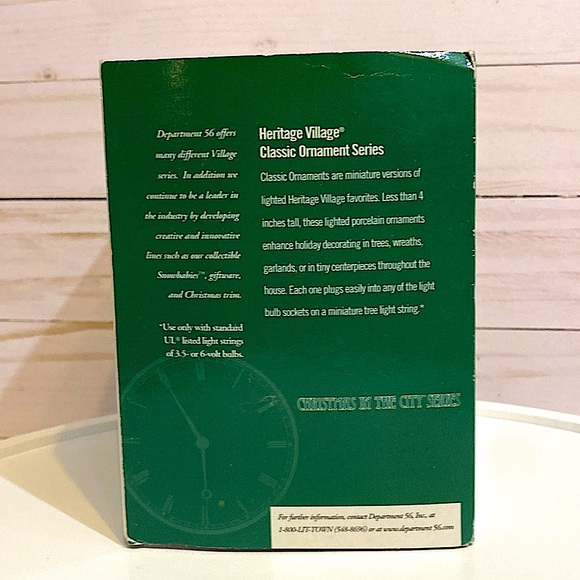 Department 56 offers
many different Village
series. In addition we
continue to be a leader in
the industry by developing
creative and innovative
lines such as our collectible
Snowbabies™, giftware,
and Christmas trim.
*Use only with standard
UL® listed light strings
of 3.5- or 6-volt bulbs.
Heritage Village®
Classic Ornament Series
Classic Ornaments are miniature versions of
lighted Heritage Village favorites. Less than 4
inches tall, these lighted porcelain ornaments
enhance holiday decorating in trees, wreaths,
garlands, or in tiny centerpieces throughout the
house. Each one plugs easily into any of the light
bulb sockets on a miniature tree light string.*
CHRISTMAS IN THE CITY SERIES
For further information, contact Department 56, Inc., at
1-800-LIT-TOWN (548-8696) or at www.department 56.com